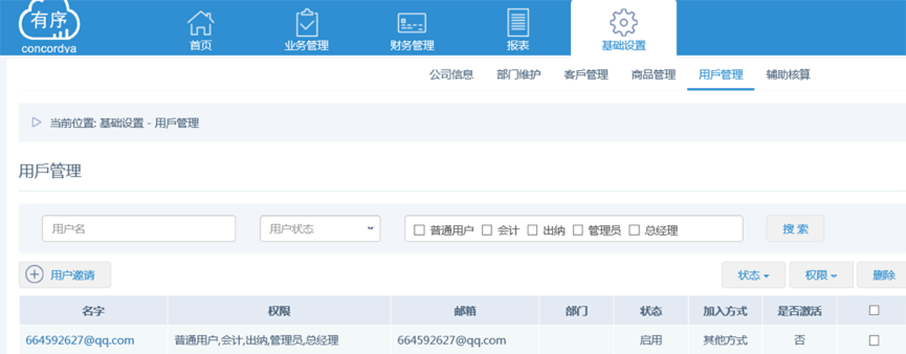 有序
concordva
首页 业务管理 财务管理 报表 基础设置
公司信息 部门维护 客戶管理 商品管理 用戶管理 辅助核算
当前位置: 基础设置 - 用戶管理
用戶管理
用户名 用户状态 普通用户 会计 出纳 管理员 总经理 搜 索
用户邀请 状态 权限 删除
名字 权限 邮箱 部门 状态 加入方式 是否激活
664592627@qq.com 普通用户,会计,出纳,管理员,总经理 664592627@qq.com 启用 其他方式 否